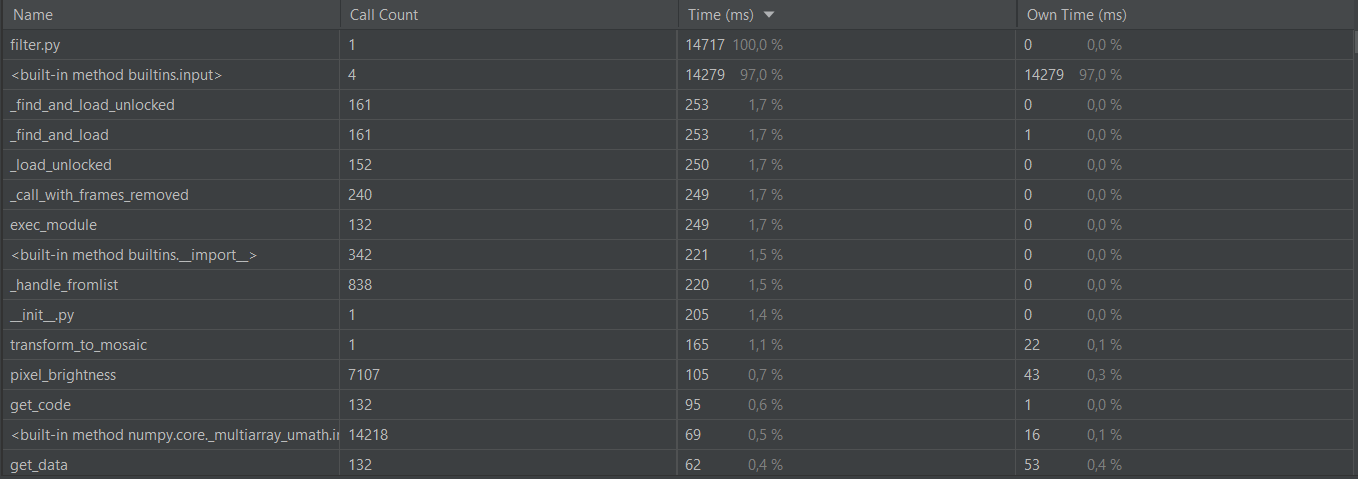 Name Call Count Time (ms) Own Time (ms)
filter.py 1 14717 100,0 % 0 0,0 %
<built-in method builtins.input> 4 14279 97,0 % 14279 97,0 %
_find_and_load_unlocked 161 253 1,7 % 0 0,0 %
_find_and_load 161 253 1,7 % 1 0,0 %
_load_unlocked 152 250 1,7 % 0 0,0 %
_call_with_frames_removed 240 249 1,7 % 0 0,0 %
exec_module 132 249 1,7 % 0 0,0 %
<built-in method builtins.__import__> 342 221 1,5 % 0 0,0 %
_handle_fromlist 838 220 1,5 % 0 0,0 %
__init__.py 1 205 1,4 % 0 0,0 %
transform_to_mosaic 1 165 1,1 % 22 0,1 %
pixel_brightness 7107 105 0,7 % 43 0,3 %
get_code 132 95 0,6 % 1 0,0 %
<built-in method numpy.core._multiarray_umath.i 14218 69 0,5 % 16 0,1 %
get_data 132 62 0,4 % 53 0,4 %